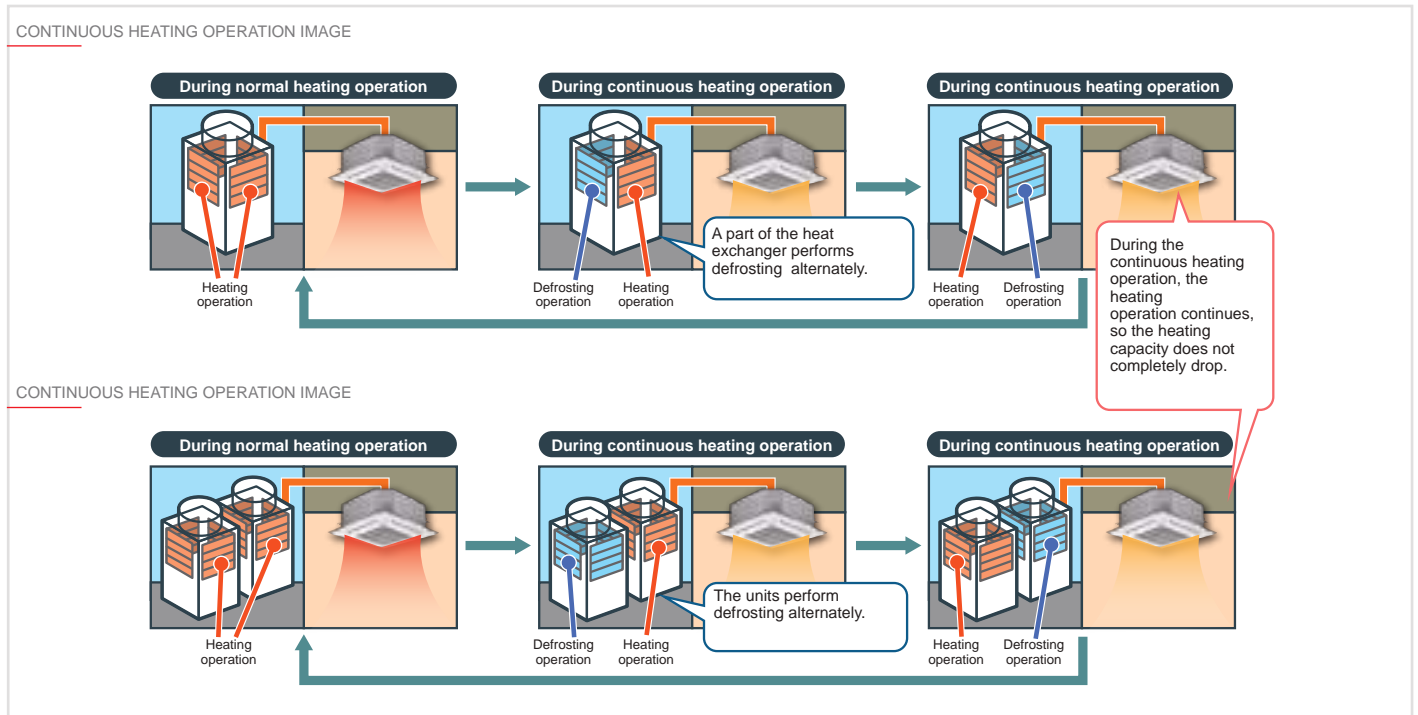 CONTINUOUS HEATING OPERATION IMAGE
During normal heating operation
During continuous heating operation
During continuous heating operation
Heating
operation
Defrosting
operation
Heating
operation
A part of the heat
exchanger performs
defrosting alternately.
Heating
operation
Defrosting
operation
During the
continuous heating
operation, the
heating
operation continues,
so the heating
capacity does not
completely drop.
CONTINUOUS HEATING OPERATION IMAGE
During normal heating operation
During continuous heating operation
During continuous heating operation
Heating
operation
Defrosting
operation
Heating
operation
The units perform
defrosting alternately.
Heating
operation
Defrosting
operation